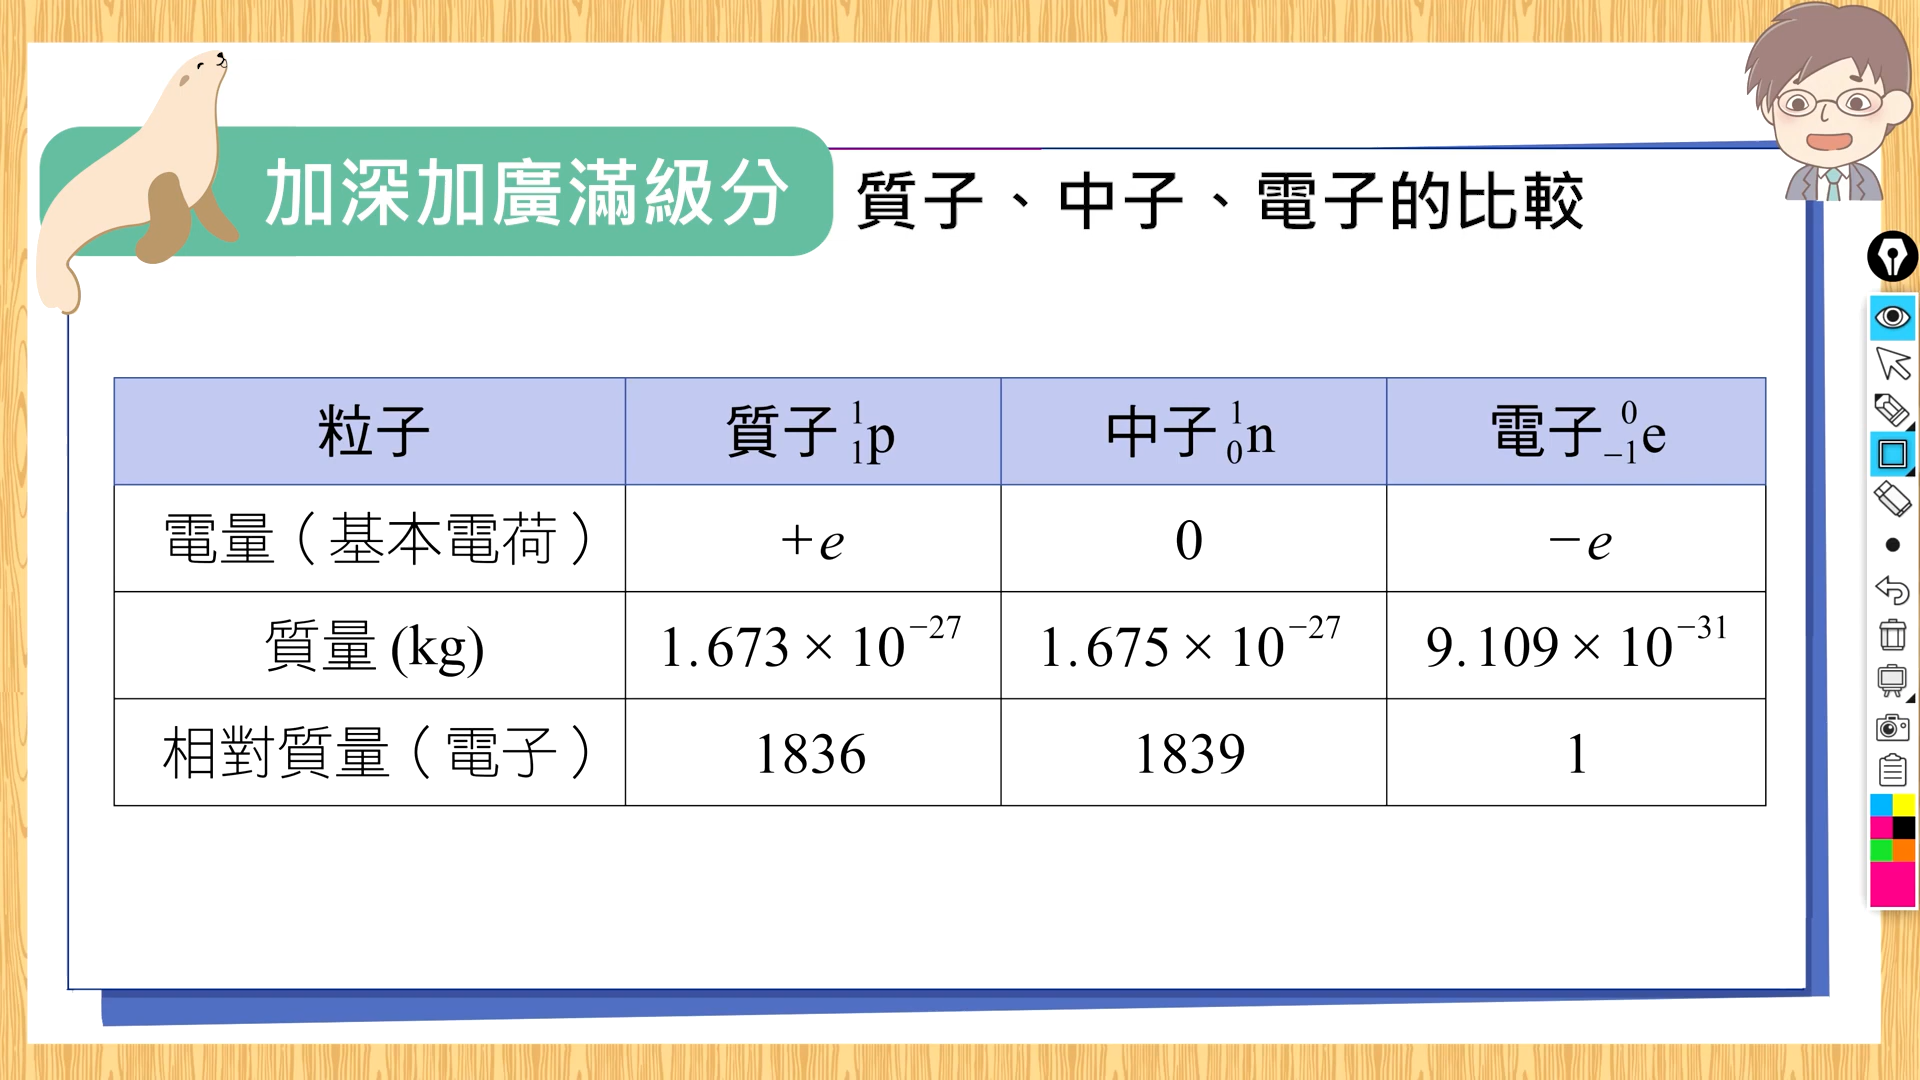 加深加廣滿級分 質子、中子、電子的比較
粒子 質子 ¹₁p 中子 ¹₀n 電子 ⁰₋₁e
電量（基本電荷） +e 0 −e
質量 (kg) 1.673 × 10⁻²⁷ 1.675 × 10⁻²⁷ 9.109 × 10⁻³¹
相對質量（電子） 1836 1839 1